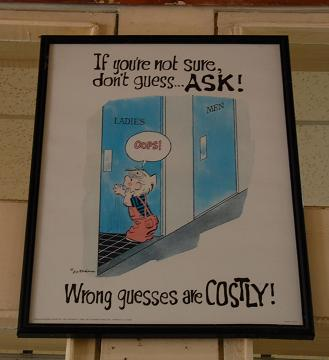 If you're not sure,
don't guess...ASK!
LADIES
MEN
OOPS!
Wrong guesses are COSTLY!